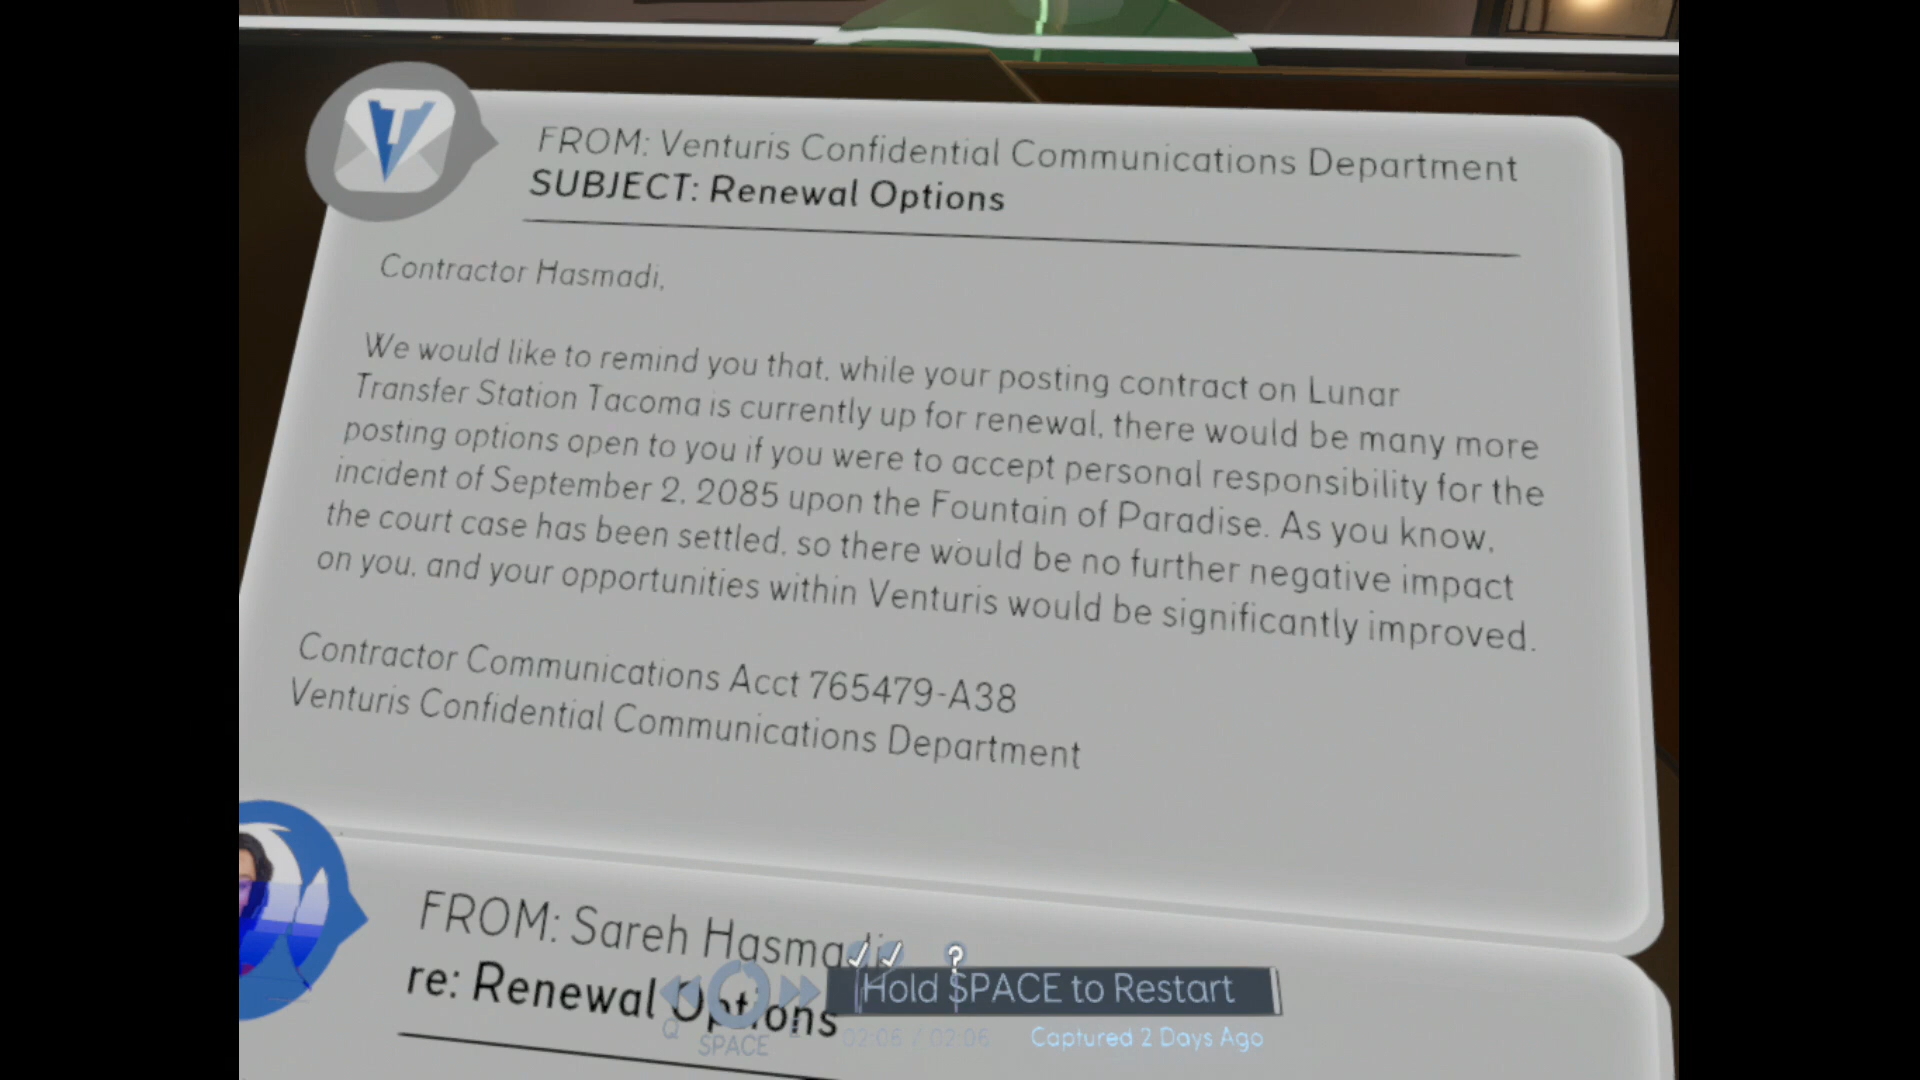 FROM: Venturis Confidential Communications Department
SUBJECT: Renewal Options
Contractor Hasmadi,
We would like to remind you that, while your posting contract on Lunar
Transfer Station Tacoma is currently up for renewal, there would be many more
posting options open to you if you were to accept personal responsibility for the
incident of September 2, 2085 upon the Fountain of Paradise. As you know,
the court case has been settled, so there would be no further negative impact
on you, and your opportunities within Venturis would be significantly improved.
Contractor Communications Acct 765479-A38
Venturis Confidential Communications Department
FROM: Sareh Hasmadi
re: Renewal Options
?
Hold SPACE to Restart
Q
SPACE
02:06 / 02:06
Captured 2 Days Ago